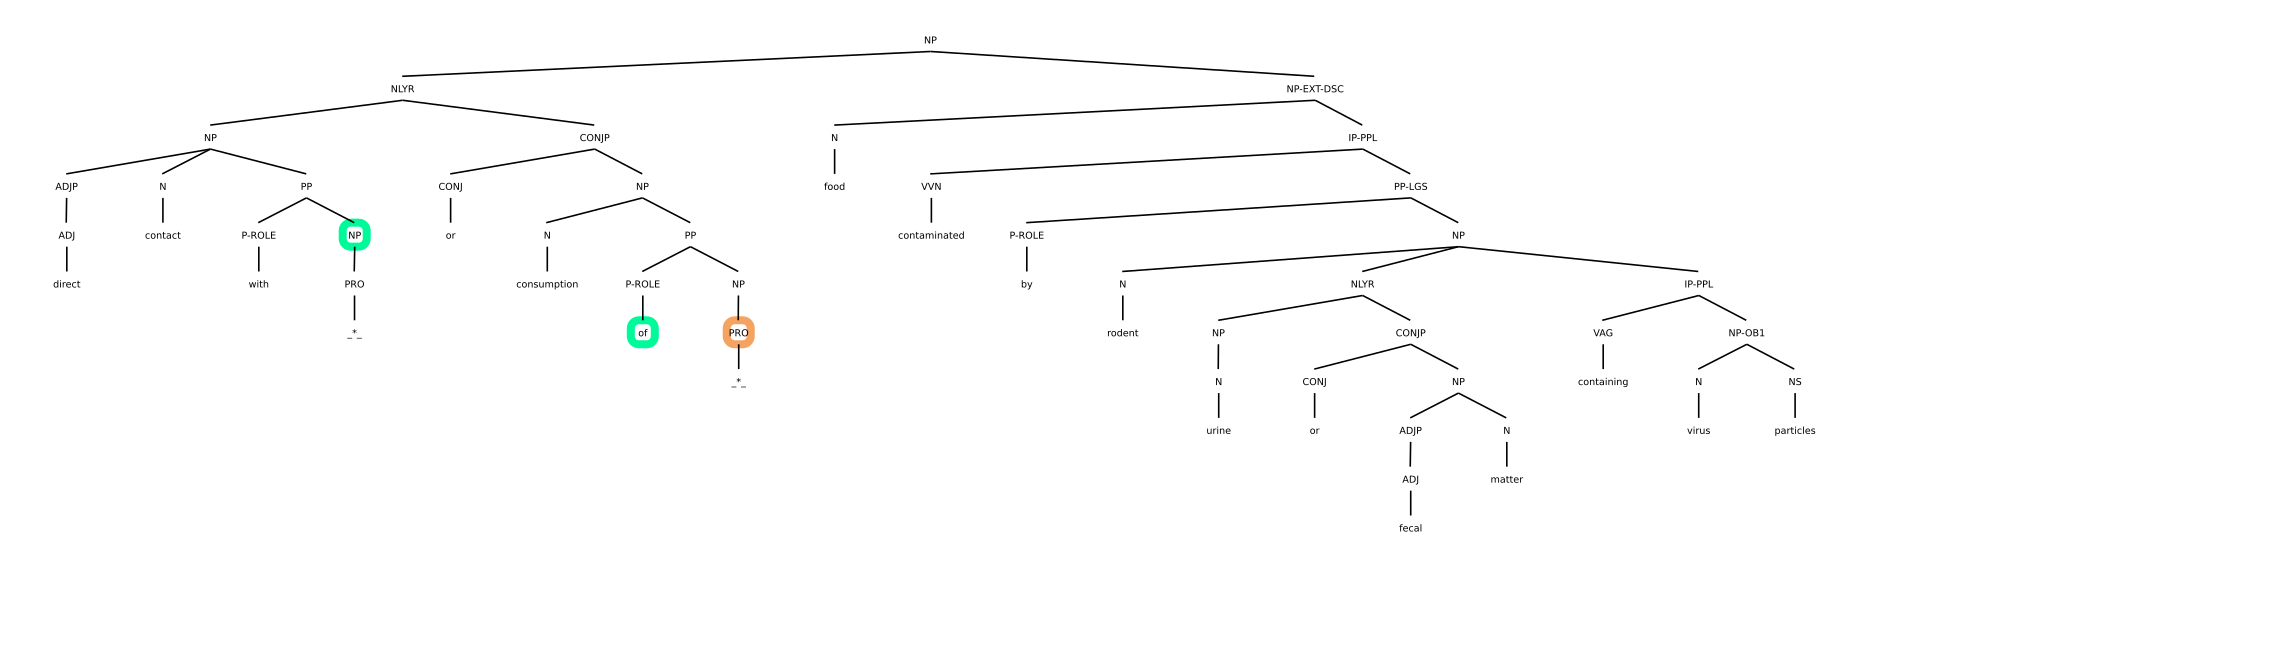 NP
NLYR NP-EXT-DSC
NP CONJP N IP-PPL
ADJP N PP CONJ NP food VVN PP-LGS
ADJ contact P-ROLE NP or N PP contaminated P-ROLE NP
direct with PRO consumption P-ROLE NP by N NLYR IP-PPL
_*_ of PRO rodent NP CONJP VAG NP-OB1
_*_ N CONJ NP containing N NS
urine or ADJP N virus particles
ADJ matter
fecal